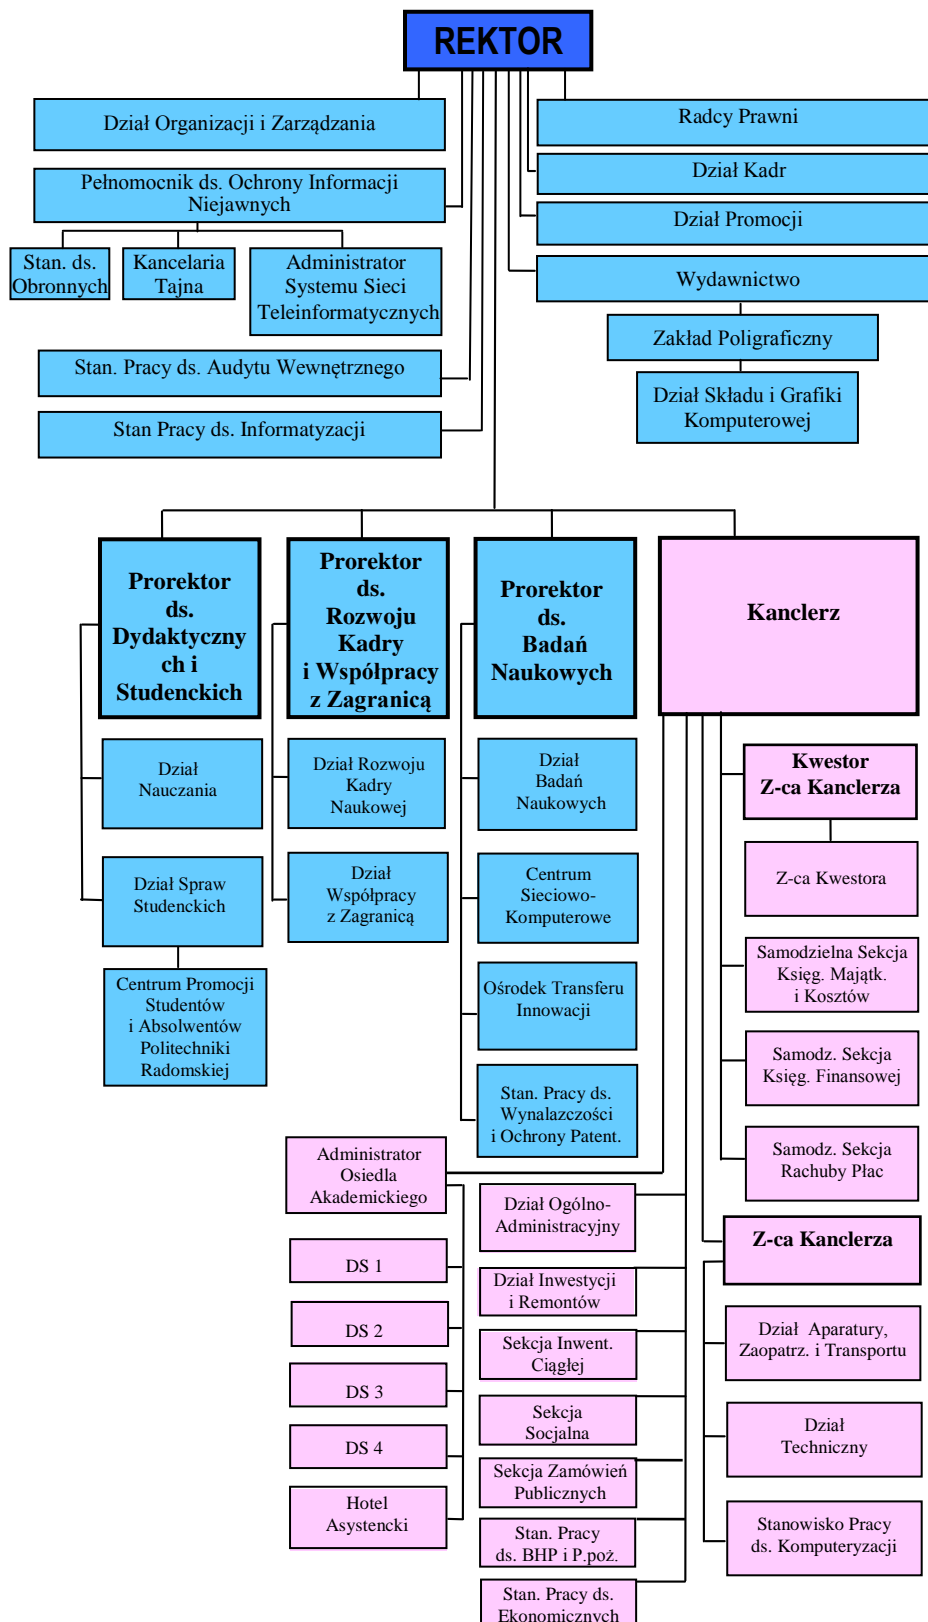 REKTOR
Dział Organizacji i Zarządzania
Radcy Prawni
Pełnomocnik ds. Ochrony Informacji
Niejawnych
Dział Kadr
Dział Promocji
Stan. ds.
Obronnych
Kancelaria
Tajna
Administrator
Systemu Sieci
Teleinformatycznych
Wydawnictwo
Zakład Poligraficzny
Stan. Pracy ds. Audytu Wewnętrznego
Dział Składu i Grafiki
Komputerowej
Stan Pracy ds. Informatyzacji
Prorektor
ds.
Dydaktyczny
ch i
Studenckich
Prorektor
ds.
Rozwoju
Kadry
i Współpracy
z Zagranicą
Prorektor
ds.
Badań
Naukowych
Kanclerz
Dział
Nauczania
Dział Rozwoju
Kadry
Naukowej
Dział
Badań
Naukowych
Kwestor
Z-ca Kanclerza
Dział Spraw
Studenckich
Dział
Współpracy
z Zagranicą
Centrum
Sieciowo-
Komputerowe
Z-ca Kwestora
Centrum Promocji
Studentów
i Absolwentów
Politechniki
Radomskiej
Ośrodek Transferu
Innowacji
Samodzielna Sekcja
Księg. Majątk.
i Kosztów
Samodz. Sekcja
Księg. Finansowej
Stan. Pracy ds.
Wynalazczości
i Ochrony Patent.
Samodz. Sekcja
Rachuby Płac
Administrator
Osiedla
Akademickiego
Dział Ogólno-
Administracyjny
Z-ca Kanclerza
DS 1
Dział Inwestycji
i Remontów
DS 2
Sekcja Inwent.
Ciągłej
Dział Aparatury,
Zaopatrz. i Transportu
DS 3
Sekcja
Socjalna
Dział
Techniczny
DS 4
Sekcja Zamówień
Publicznych
Hotel
Asystencki
Stan. Pracy
ds. BHP i P.poż.
Stanowisko Pracy
ds. Komputeryzacji
Stan. Pracy ds.
Ekonomicznych